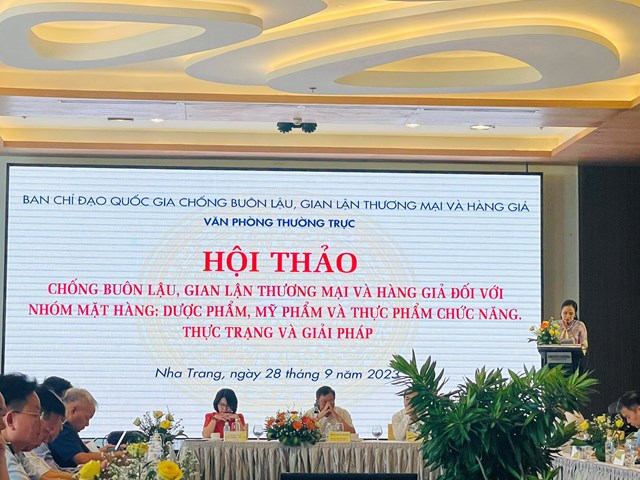 BAN CHỈ ĐẠO QUỐC GIA CHỐNG BUÔN LẬU, GIAN LẬN THƯƠNG MẠI VÀ HÀNG GIẢ
VĂN PHÒNG THƯỜNG TRỰC
HỘI THẢO
CHỐNG BUÔN LẬU, GIAN LẬN THƯƠNG MẠI VÀ HÀNG GIẢ ĐỐI VỚI
NHÓM MẶT HÀNG: DƯỢC PHẨM, MỸ PHẨM VÀ THỰC PHẨM CHỨC NĂNG.
THỰC TRẠNG VÀ GIẢI PHÁP
Nha Trang, ngày 28 tháng 9 năm 2023